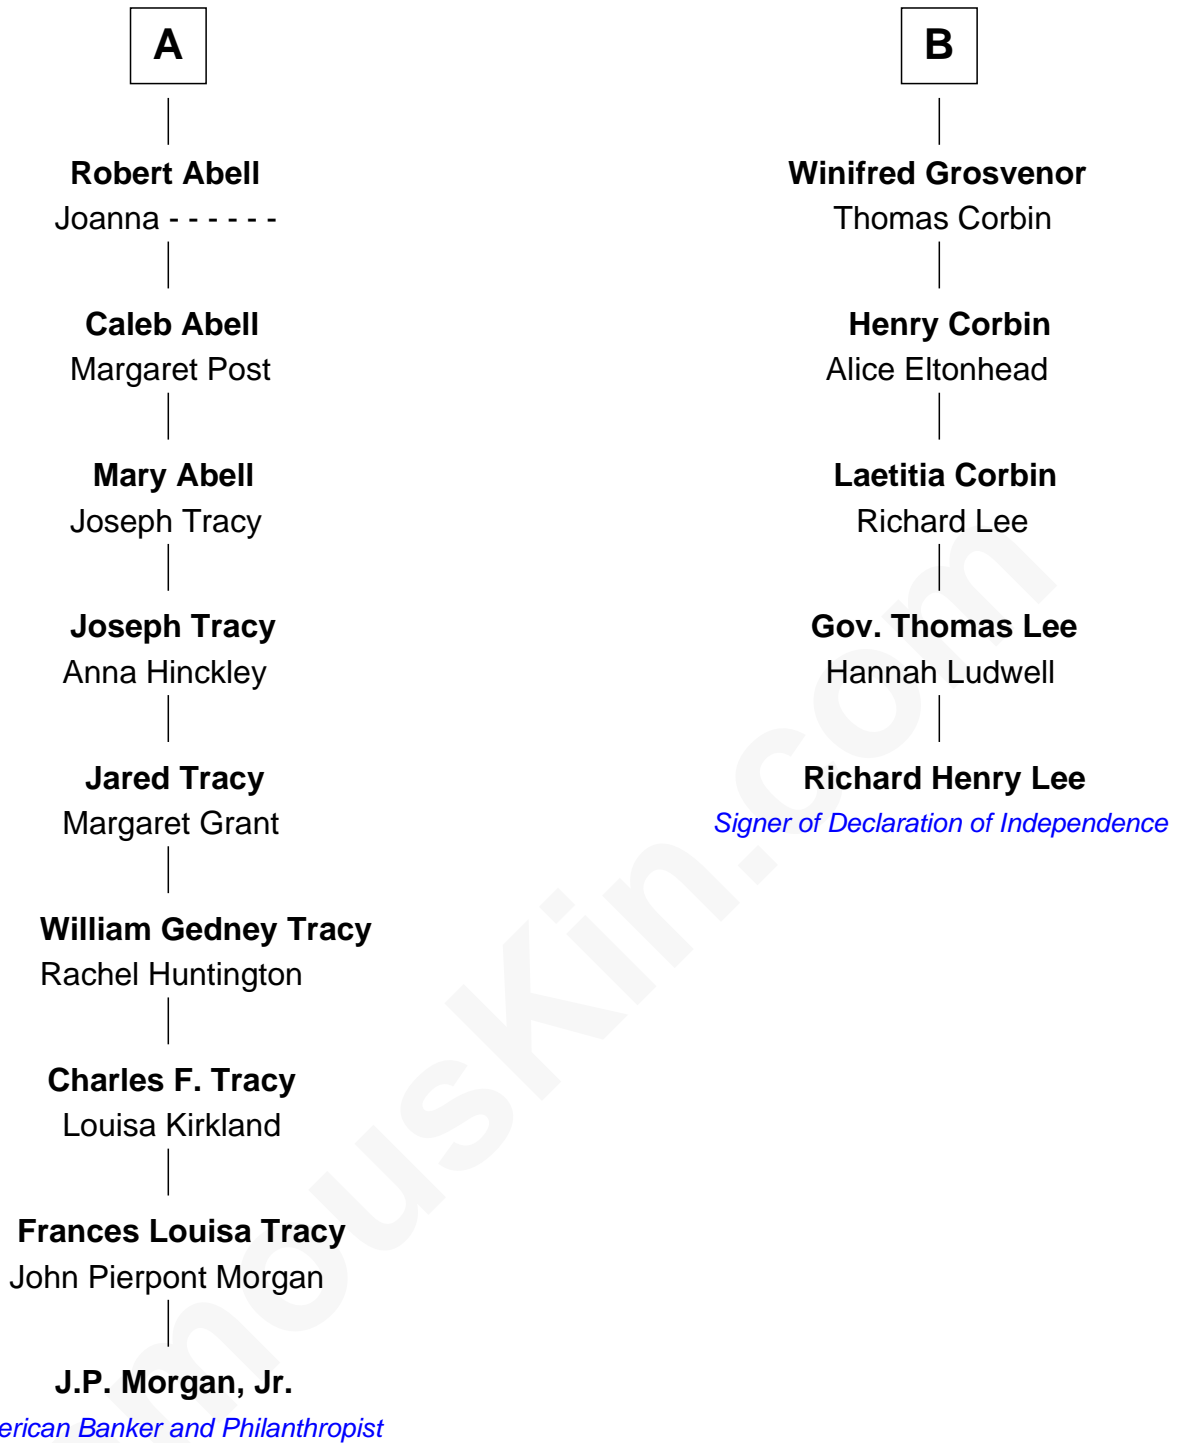 A
Robert Abell
Joanna - - - - - -
Caleb Abell
Margaret Post
Mary Abell
Joseph Tracy
Joseph Tracy
Anna Hinckley
Jared Tracy
Margaret Grant
William Gedney Tracy
Rachel Huntington
Charles F. Tracy
Louisa Kirkland
Frances Louisa Tracy
John Pierpont Morgan
J.P. Morgan, Jr.
erican Banker and Philanthropist
B
Winifred Grosvenor
Thomas Corbin
Henry Corbin
Alice Eltonhead
Laetitia Corbin
Richard Lee
Gov. Thomas Lee
Hannah Ludwell
Richard Henry Lee
Signer of Declaration of Independence
mouskin.com